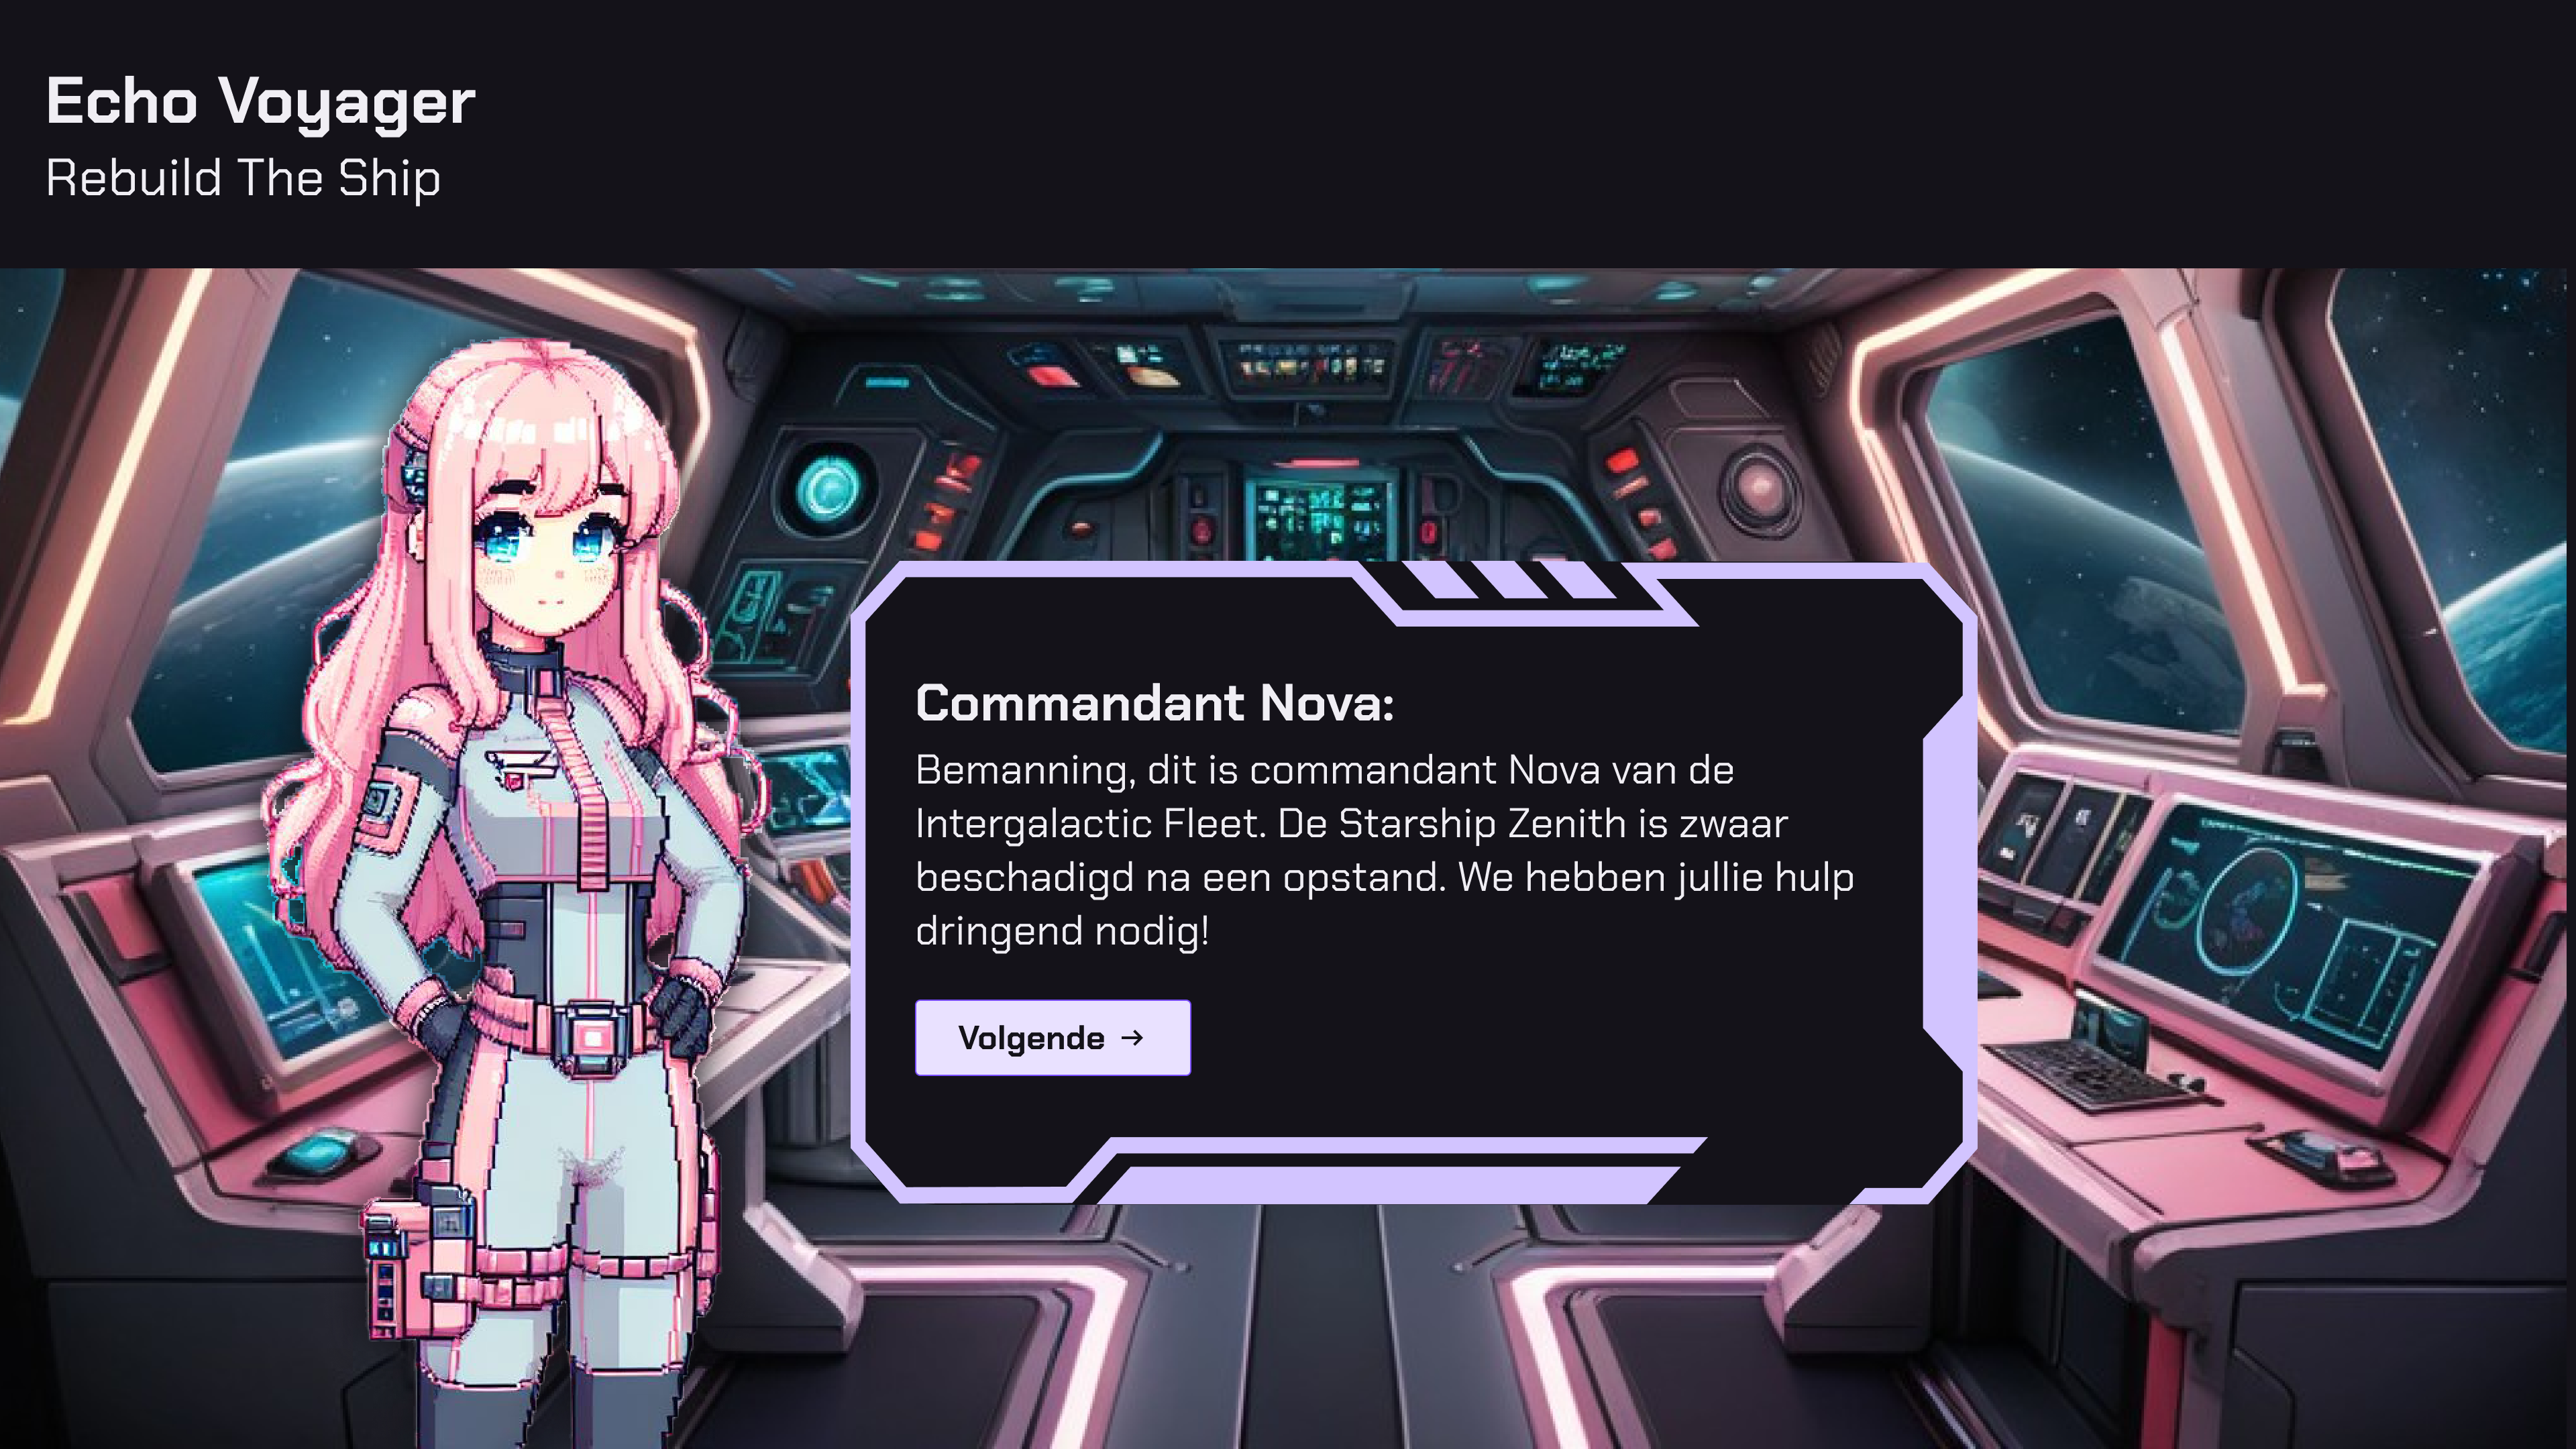 Echo Voyager
Rebuild The Ship
Commandant Nova:
Bemanning, dit is commandant Nova van de
Intergalactic Fleet. De Starship Zenith is zwaar
beschadigd na een opstand. We hebben jullie hulp
dringend nodig!
Volgende →